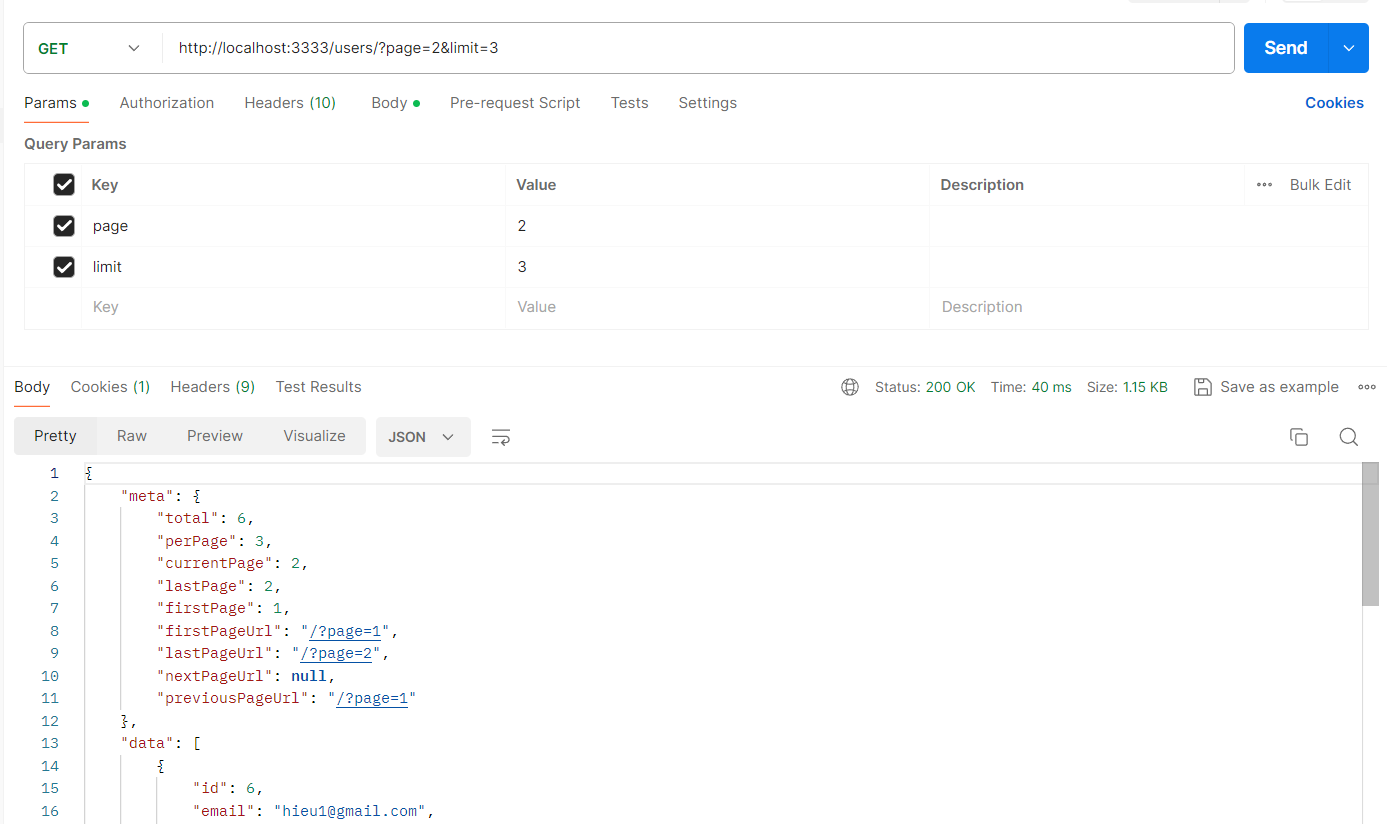 GET http://localhost:3333/users/?page=2&limit=3 Send
Params Authorization Headers (10) Body Pre-request Script Tests Settings Cookies
Query Params
Key Value Description Bulk Edit
page 2
limit 3
Key Value Description
Body Cookies (1) Headers (9) Test Results Status: 200 OK Time: 40 ms Size: 1.15 KB Save as example
Pretty Raw Preview Visualize JSON
1 {
2 "meta": {
3 "total": 6,
4 "perPage": 3,
5 "currentPage": 2,
6 "lastPage": 2,
7 "firstPage": 1,
8 "firstPageUrl": "/?page=1",
9 "lastPageUrl": "/?page=2",
10 "nextPageUrl": null,
11 "previousPageUrl": "/?page=1"
12 },
13 "data": [
14 {
15 "id": 6,
16 "email": "hieu1@gmail.com",